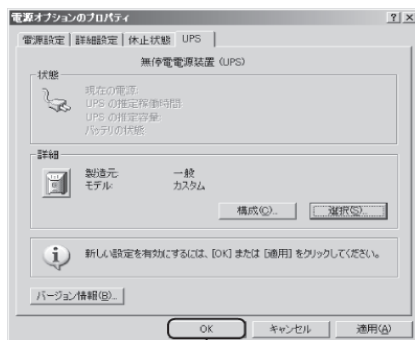 電源オプションのプロパティ
電源設定 詳細設定 休止状態 UPS
無停電電源装置 (UPS)
状態
現在の電源:
UPS の推定稼働時間:
UPS の推定容量:
バッテリの状態:
詳細
製造元: 一般
モデル: カスタム
構成(C)... 選択(S)...
新しい設定を有効にするには、[OK] または [適用] をクリックしてください。
バージョン情報(B)...
OK キャンセル 適用(A)